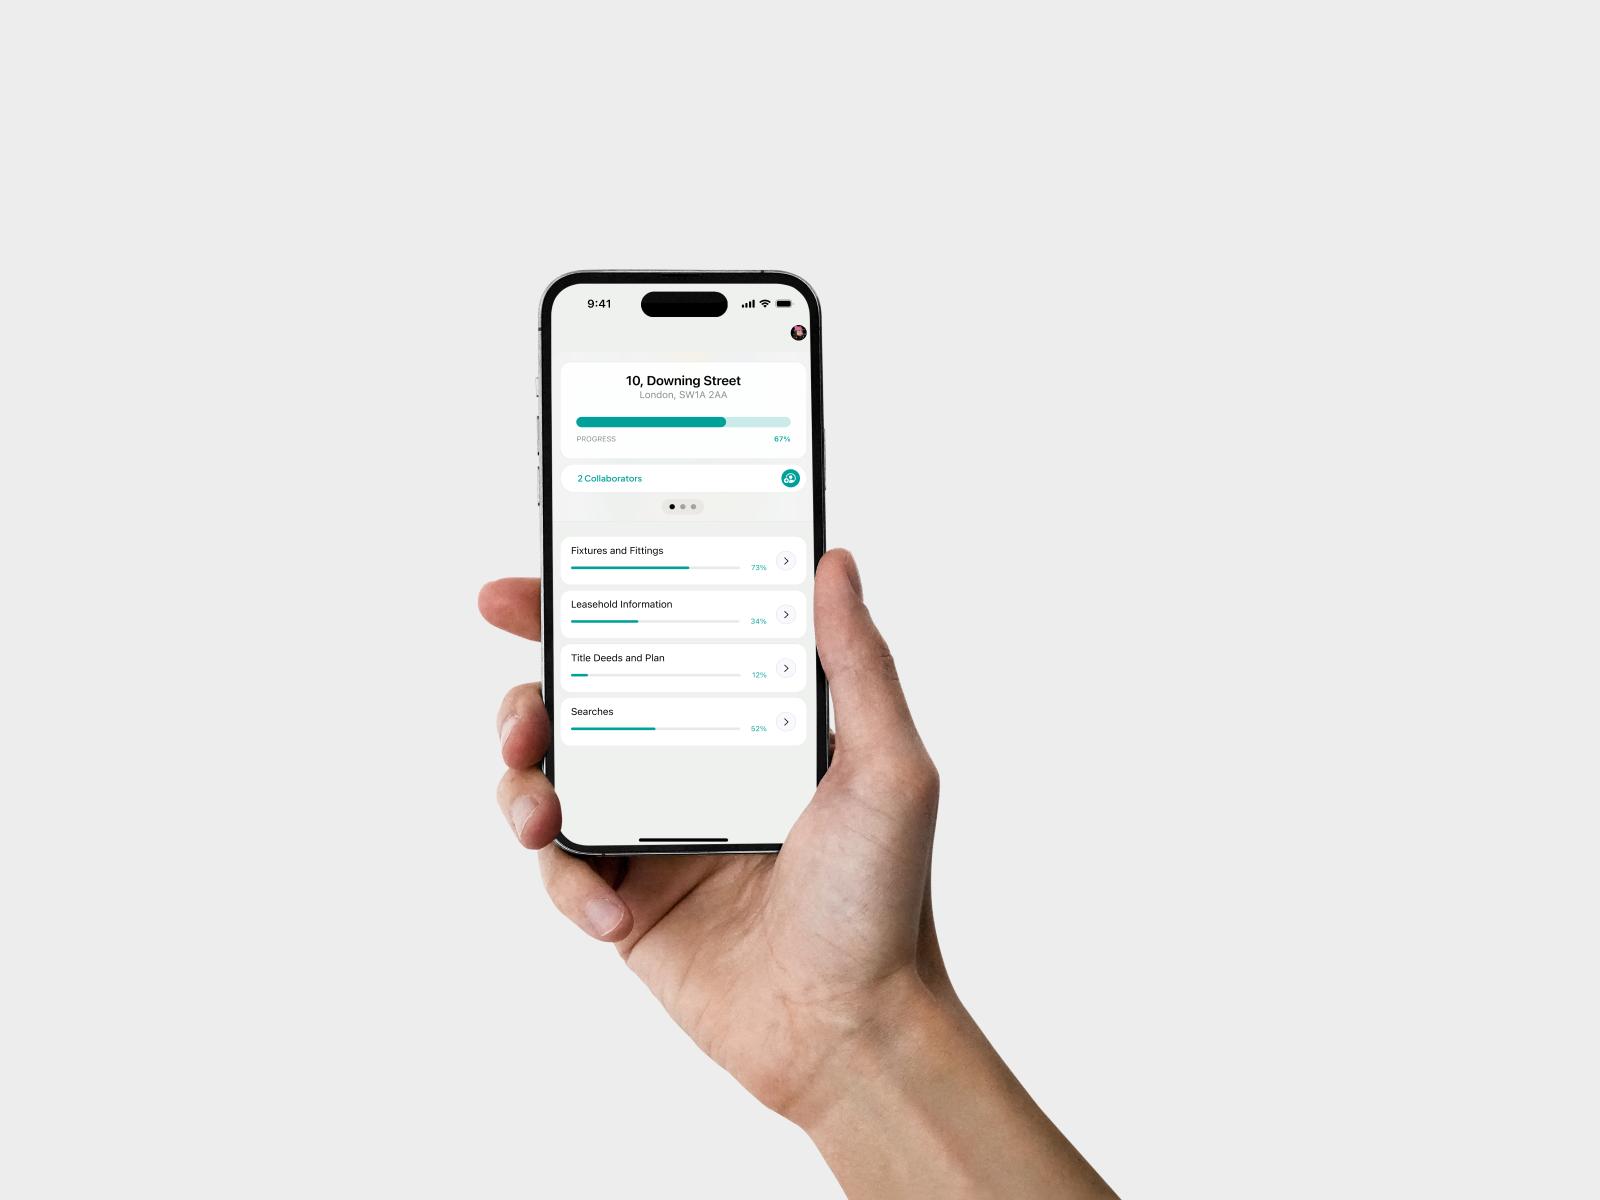 9:41
10, Downing Street
London, SW1A 2AA
PROGRESS 67%
2 Collaborators
Fixtures and Fittings
73%
Leasehold Information
34%
Title Deeds and Plan
12%
Searches
52%